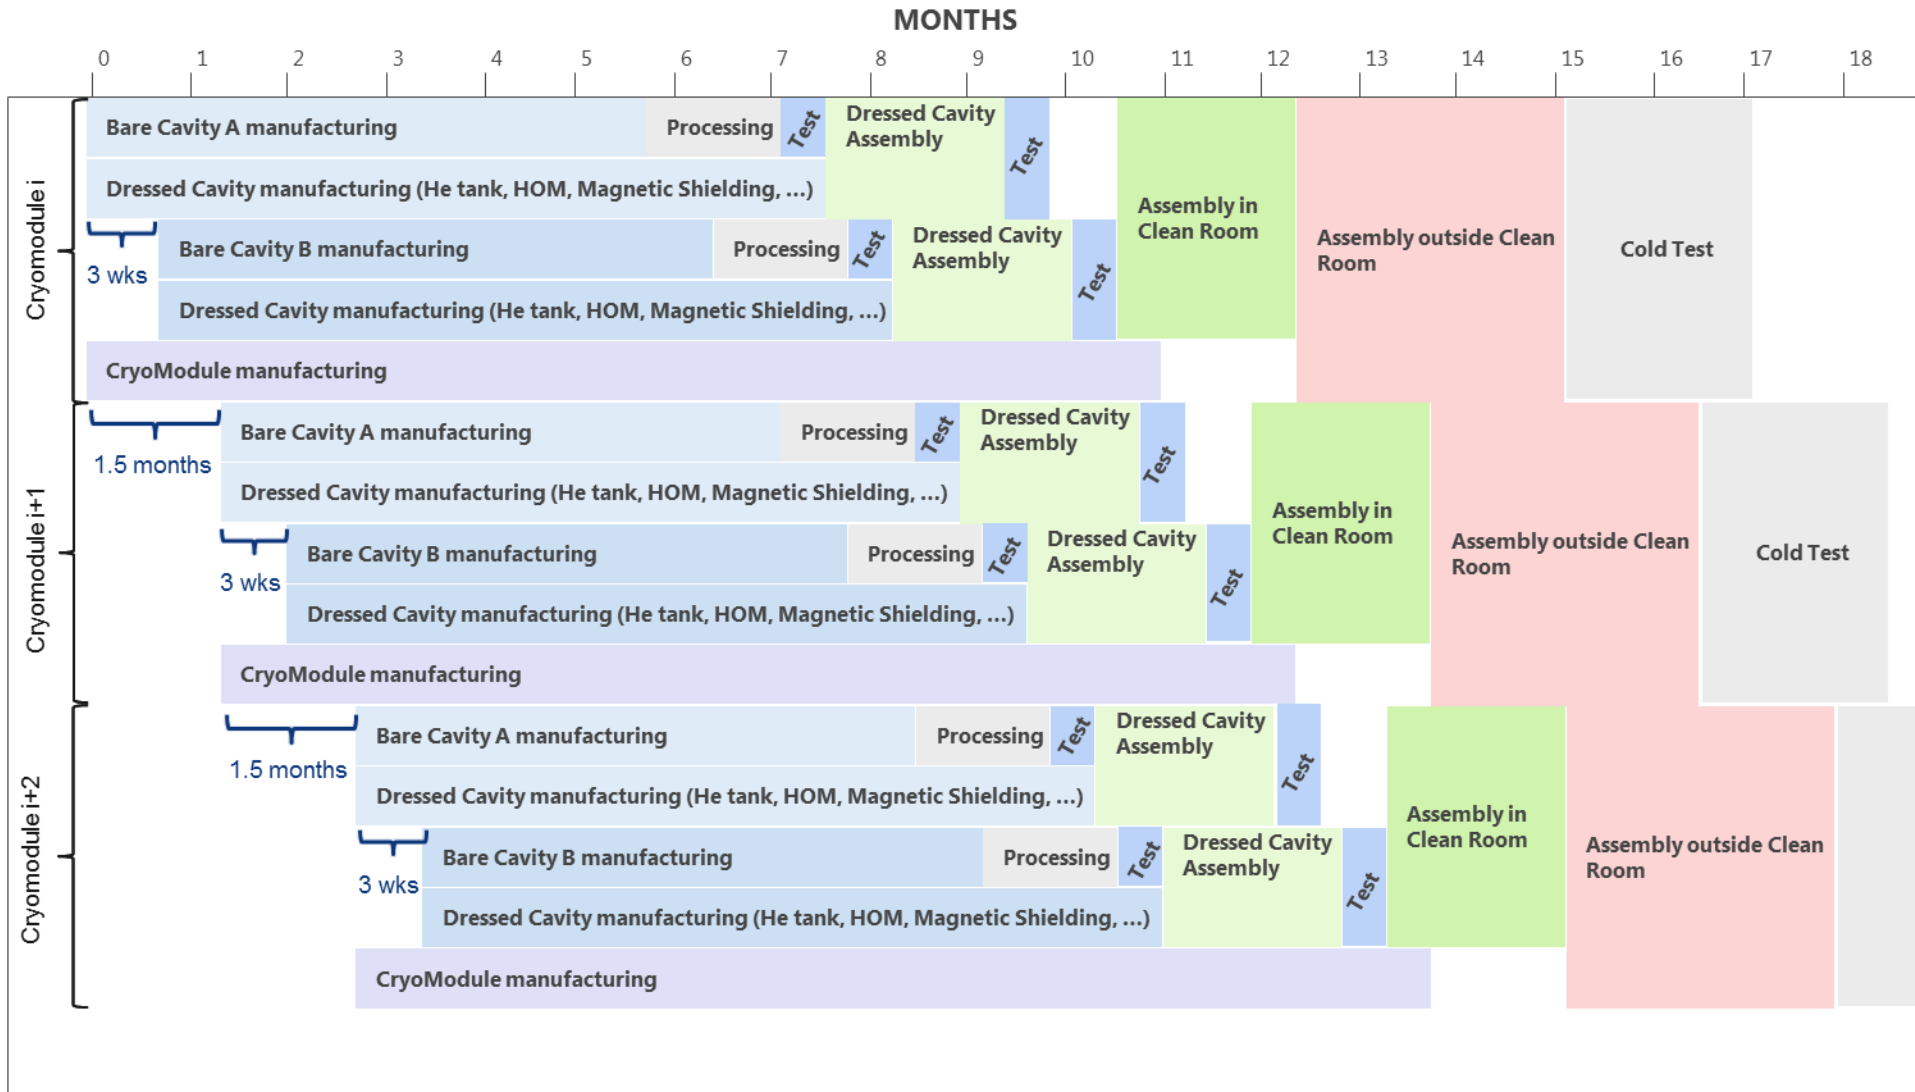 MONTHS
0 1 2 3 4 5 6 7 8 9 10 11 12 13 14 15 16 17 18
Cryomodule i
Bare Cavity A manufacturing
Processing
Test
Dressed Cavity
Assembly
Test
Dressed Cavity manufacturing (He tank, HOM, Magnetic Shielding, ...)
3 wks
Bare Cavity B manufacturing
Processing
Test
Dressed Cavity
Assembly
Test
Dressed Cavity manufacturing (He tank, HOM, Magnetic Shielding, ...)
CryoModule manufacturing
Assembly in
Clean Room
Assembly outside Clean
Room
Cold Test
Cryomodule i+1
1.5 months
Bare Cavity A manufacturing
Processing
Test
Dressed Cavity
Assembly
Test
Dressed Cavity manufacturing (He tank, HOM, Magnetic Shielding, ...)
3 wks
Bare Cavity B manufacturing
Processing
Test
Dressed Cavity
Assembly
Test
Dressed Cavity manufacturing (He tank, HOM, Magnetic Shielding, ...)
CryoModule manufacturing
Assembly in
Clean Room
Assembly outside Clean
Room
Cold Test
Cryomodule i+2
1.5 months
Bare Cavity A manufacturing
Processing
Test
Dressed Cavity
Assembly
Test
Dressed Cavity manufacturing (He tank, HOM, Magnetic Shielding, ...)
3 wks
Bare Cavity B manufacturing
Processing
Test
Dressed Cavity
Assembly
Test
Dressed Cavity manufacturing (He tank, HOM, Magnetic Shielding, ...)
CryoModule manufacturing
Assembly in
Clean Room
Assembly outside Clean
Room